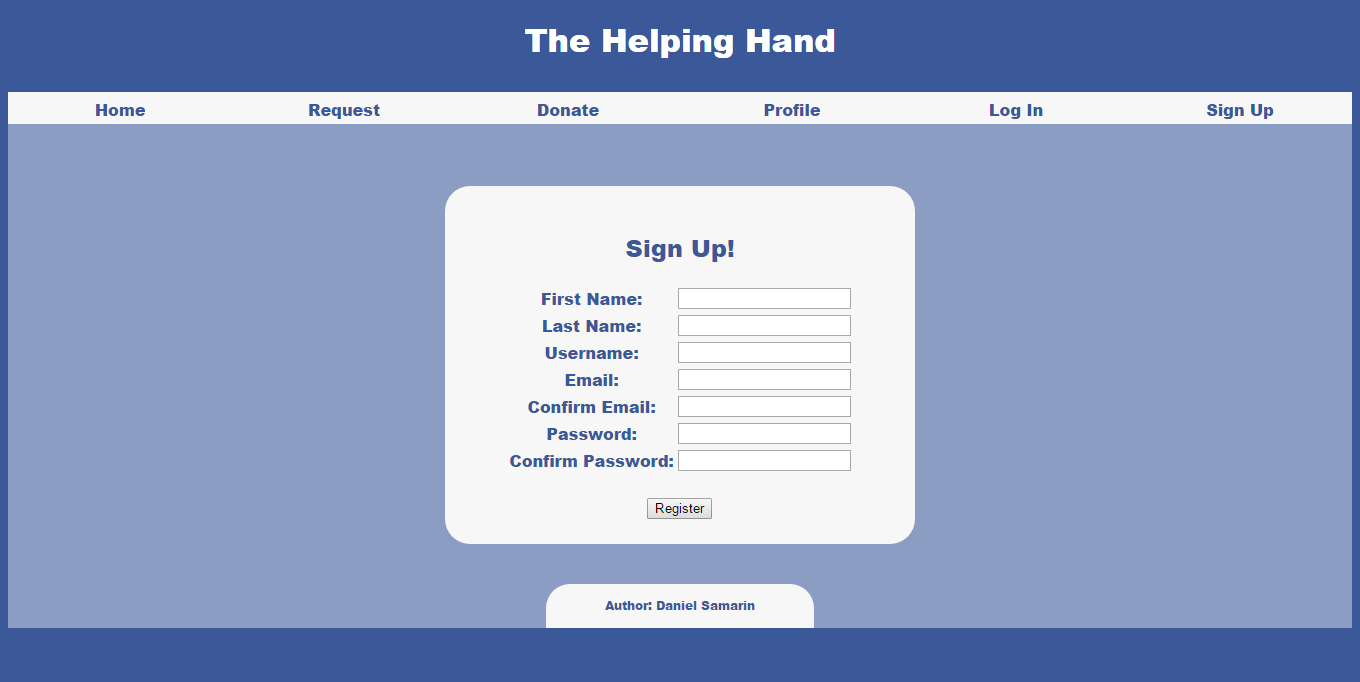 The Helping Hand
Home Request Donate Profile Log In Sign Up
Sign Up!
First Name:
Last Name:
Username:
Email:
Confirm Email:
Password:
Confirm Password:
Register
Author: Daniel Samarin